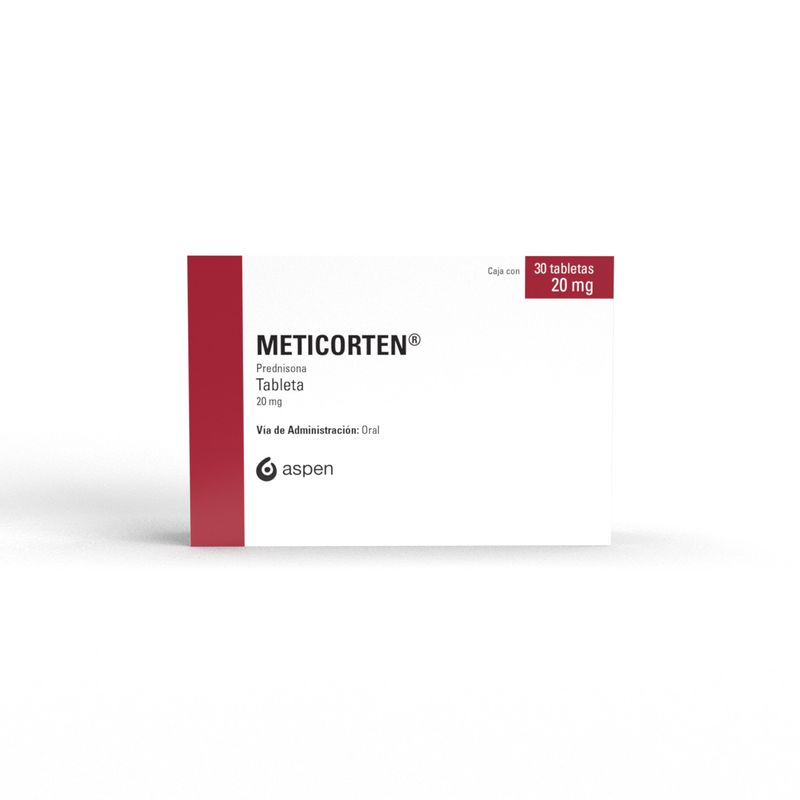 Caja con 30 tabletas
20 mg
METICORTEN®
Prednisona
Tableta
20 mg
Vía de Administración: Oral
aspen